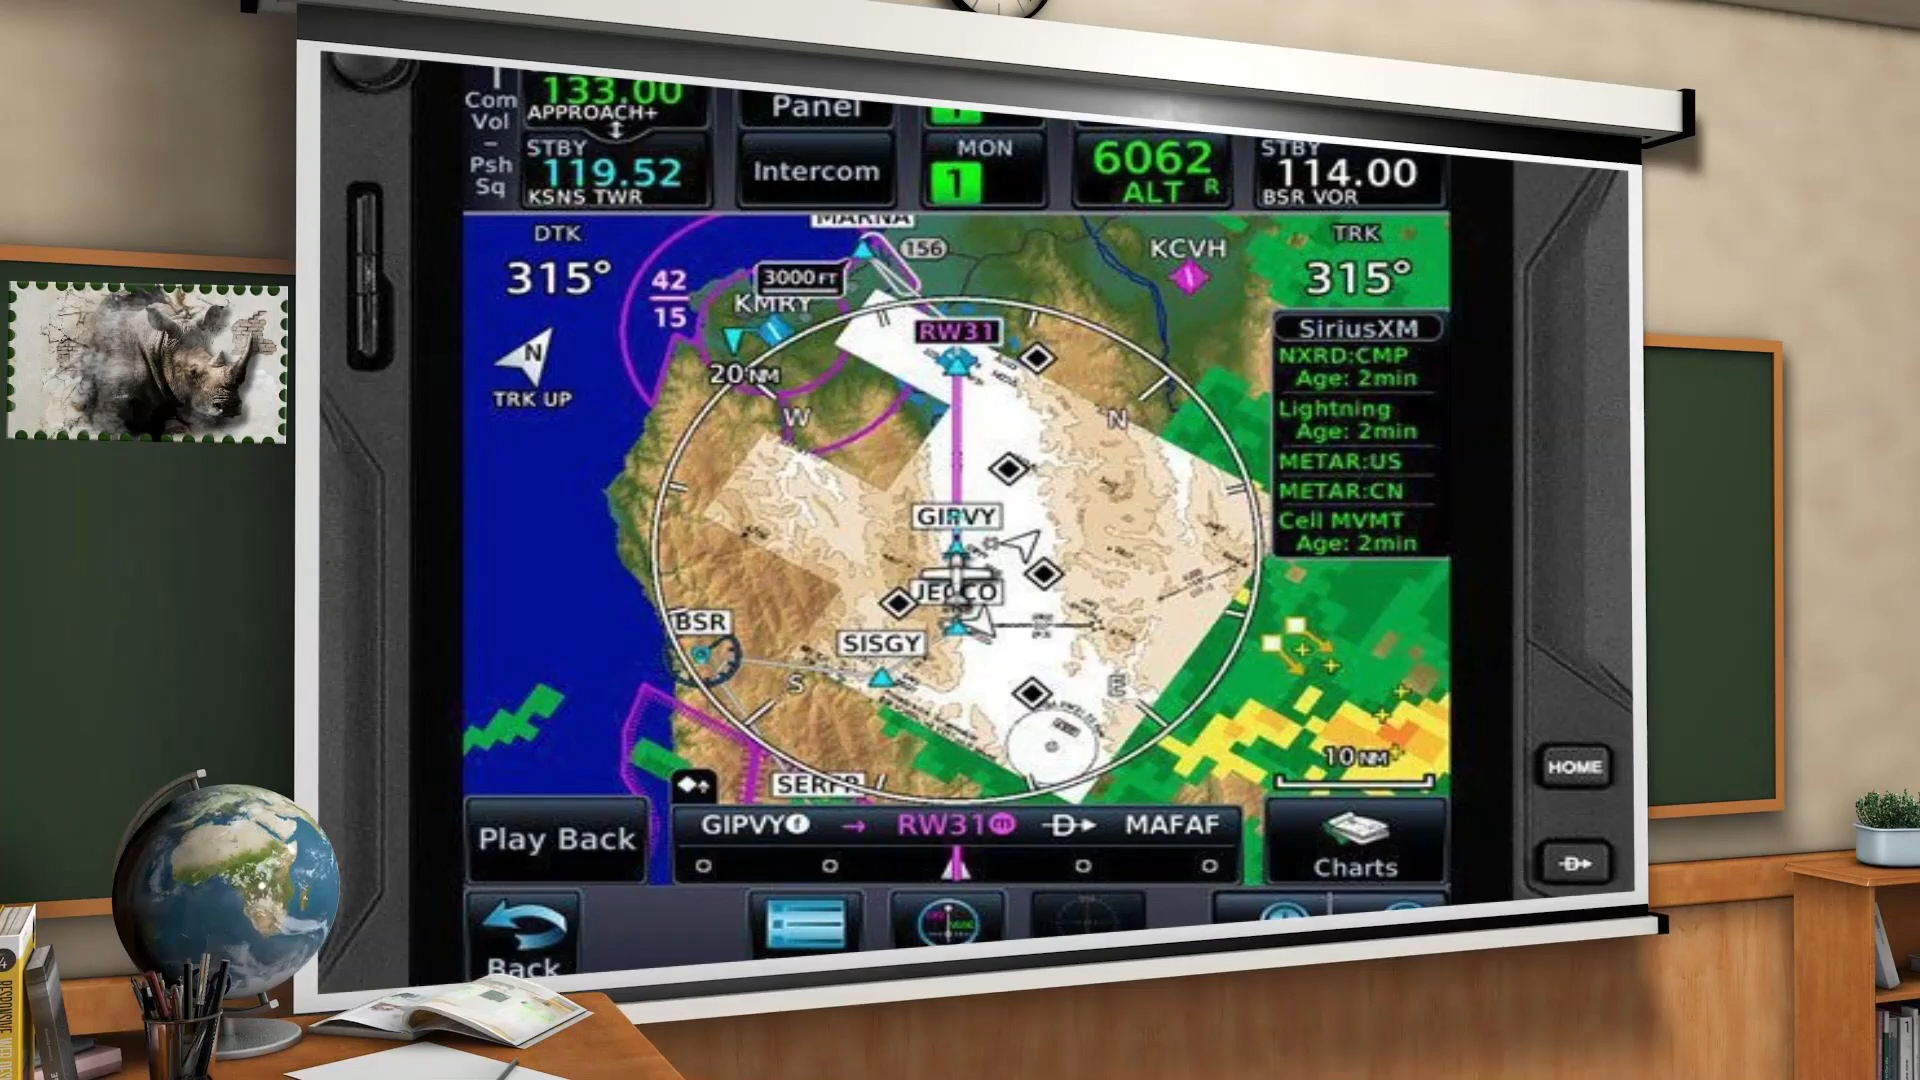 133.00
APPROACH+
Com
Vol
-
Psh
Sq
STBY
119.52
KSNS TWR
Panel
Intercom
MON
1
6062
ALT R
STBY
114.00
BSR VOR
DTK
315°
N
TRK UP
42
15
MARNA
156
3000 FT
KMRY
20 NM
RW31
KCVH
TRK
315°
SiriusXM
NXRD:CMP
Age: 2min
Lightning
Age: 2min
METAR:US
METAR:CN
Cell MVMT
Age: 2min
W
N
GIPVY
BSR
SISGY
S
E
SERFR
10 NM
Play Back
GIPVY f → RW31 m D MAFAF
Charts
Back
HOME
D